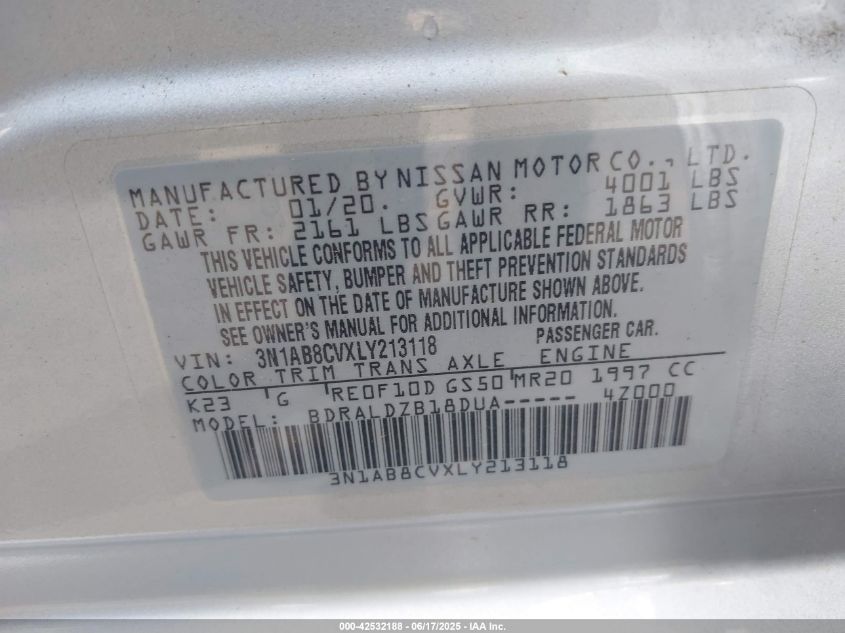 MANUFACTURED BY NISSAN MOTOR CO., LTD.
DATE: 01/20. GVWR: 4001 LBS
GAWR FR: 2161 LBS GAWR RR: 1863 LBS
THIS VEHICLE CONFORMS TO ALL APPLICABLE FEDERAL MOTOR
VEHICLE SAFETY, BUMPER AND THEFT PREVENTION STANDARDS
IN EFFECT ON THE DATE OF MANUFACTURE SHOWN ABOVE.
SEE OWNER'S MANUAL FOR ADDITIONAL INFORMATION.
VIN: 3N1AB8CVXLY213118 PASSENGER CAR.
COLOR TRIM TRANS AXLE ENGINE
K23 G RE0F10D GS50 MR20 1997 CC
MODEL: BDRALDZB18DUA----- 4Z000
3N1AB8CVXLY213118
000-42532188 - 06/17/2025 - IAA Inc.